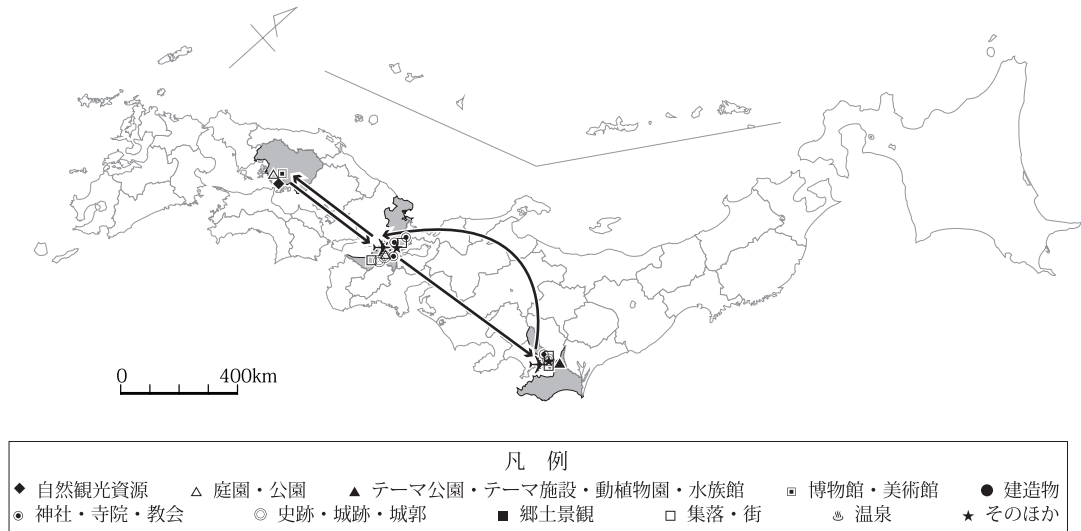 0 400km
凡 例
◆ 自然観光資源 △ 庭園・公園 ▲ テーマ公園・テーマ施設・動植物園・水族館 ▣ 博物館・美術館 ● 建造物
◉ 神社・寺院・教会 ◎ 史跡・城跡・城郭 ■ 郷土景観 □ 集落・街 ♨ 温泉 ★ そのほか